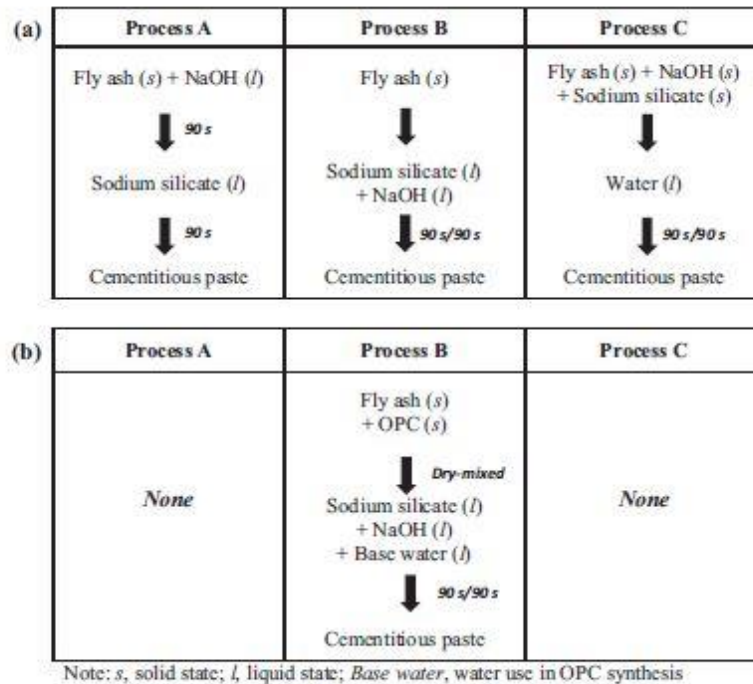 (a)
Process A
Process B
Process C
Fly ash (s) + NaOH (l)
90 s
Sodium silicate (l)
90 s
Cementitious paste
Fly ash (s)
Sodium silicate (l)
+ NaOH (l)
90 s/90 s
Cementitious paste
Fly ash (s) + NaOH (s)
+ Sodium silicate (s)
Water (l)
90 s/90 s
Cementitious paste
(b)
Process A
Process B
Process C
None
Fly ash (s)
+ OPC (s)
Dry-mixed
Sodium silicate (l)
+ NaOH (l)
+ Base water (l)
90 s/90 s
Cementitious paste
None
Note: s, solid state; l, liquid state; Base water, water use in OPC synthesis